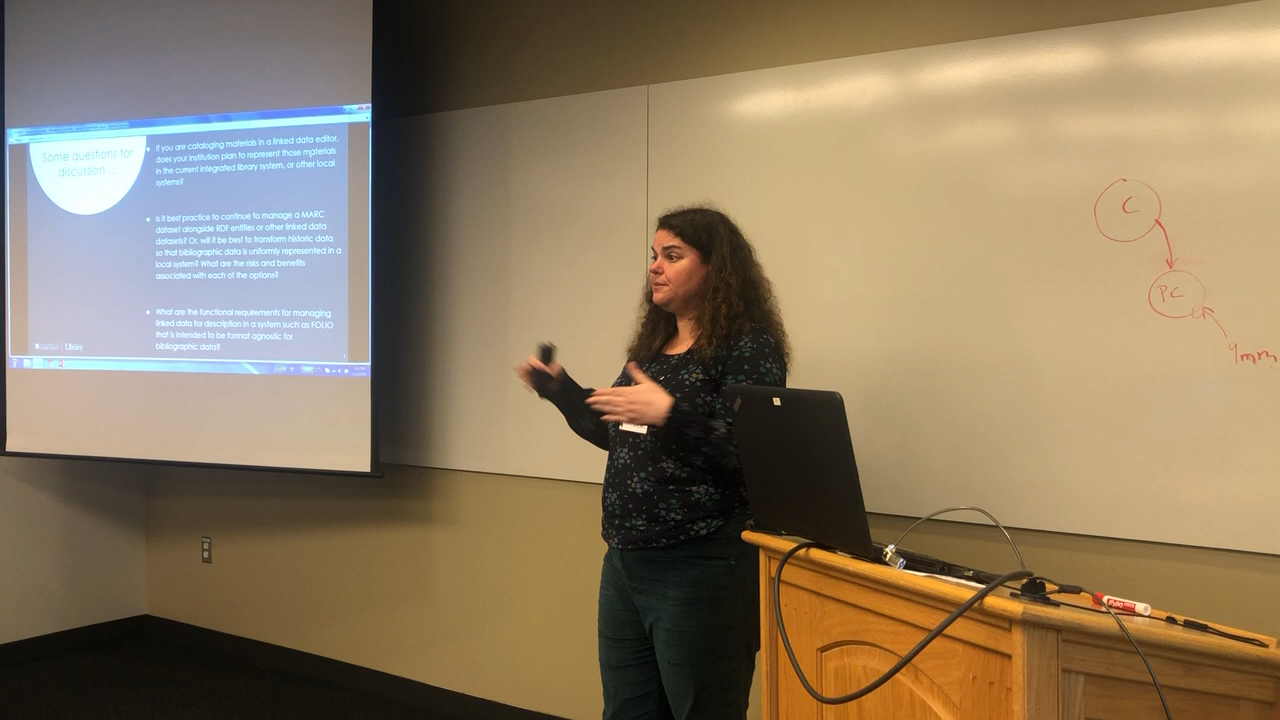 Some questions for
discussion ...
If you are cataloging materials in a linked data editor,
does your institution plan to represent those materials
in the current integrated library system, or other local
systems?
Is it best practice to continue to manage a MARC
dataset alongside RDF entities or other linked data
datasets? Or, will it be best to transform historic data
so that bibliographic data is uniformly represented in a
local system? What are the risks and benefits
associated with each of the options?
What are the functional requirements for managing
linked data for description in a system such as FOLIO
that is intended to be format agnostic for
bibliographic data?
Library
C
PC